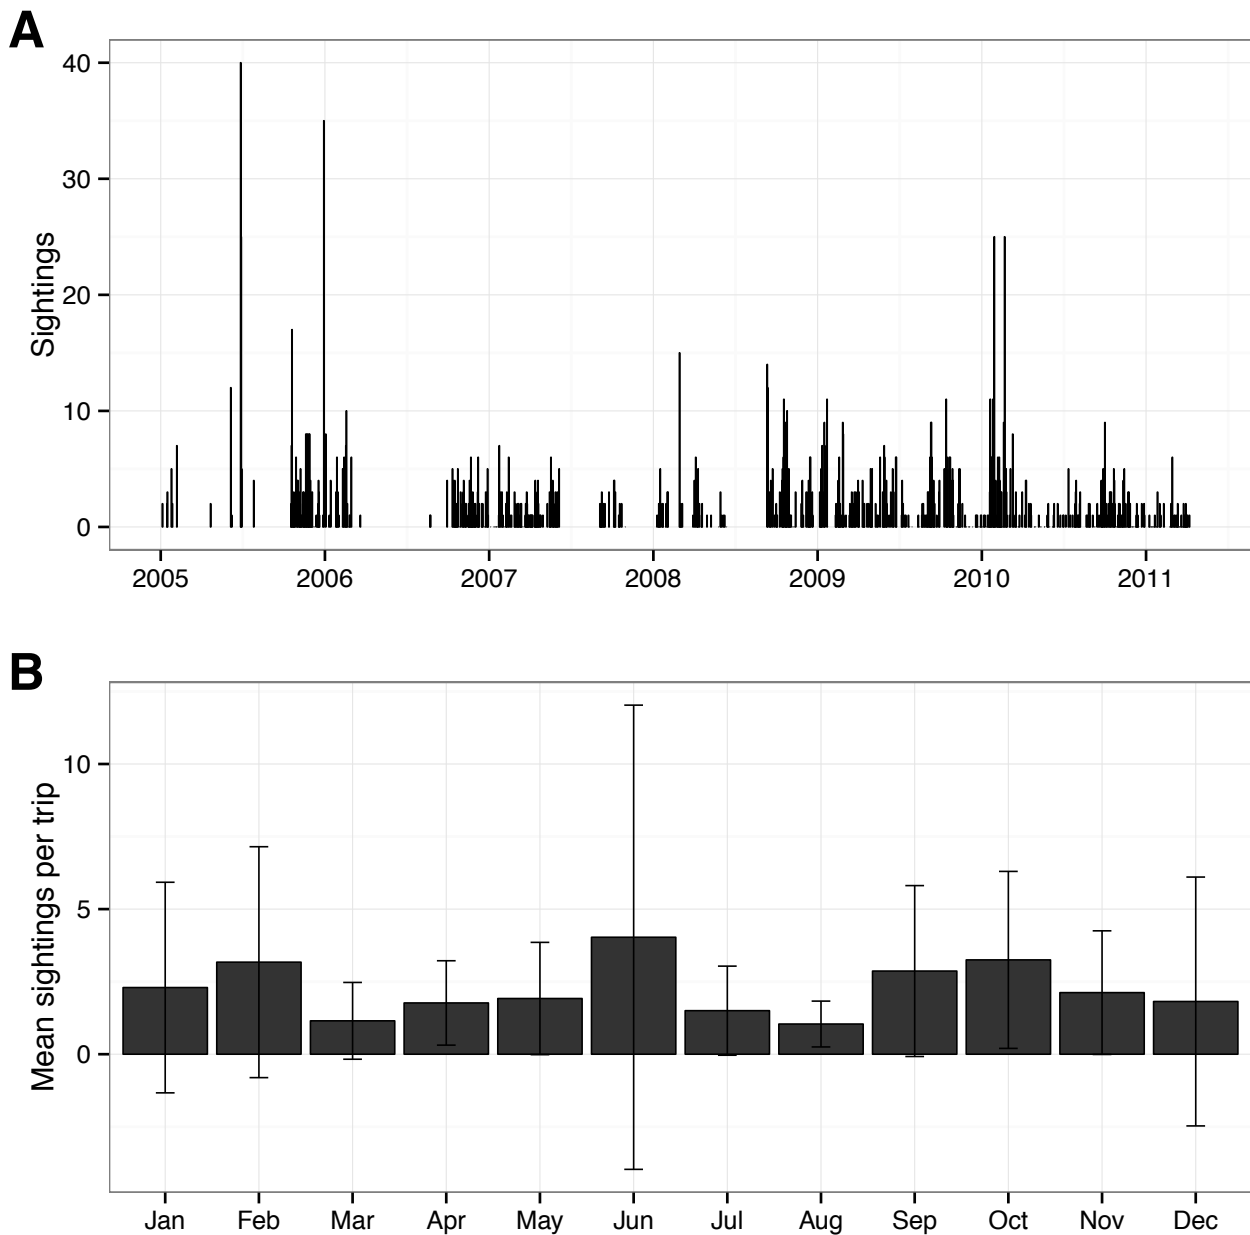 A
Sightings
40
30
20
10
0
2005 2006 2007 2008 2009 2010 2011
B
Mean sightings per trip
10
5
0
Jan Feb Mar Apr May Jun Jul Aug Sep Oct Nov Dec